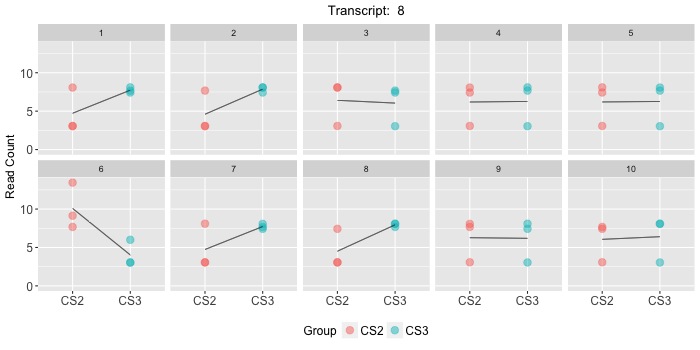 Transcript: 8
1 2 3 4 5
10
5
0
Read Count
6 7 8 9 10
10
5
0
CS2 CS3 CS2 CS3 CS2 CS3 CS2 CS3 CS2 CS3
Group CS2 CS3